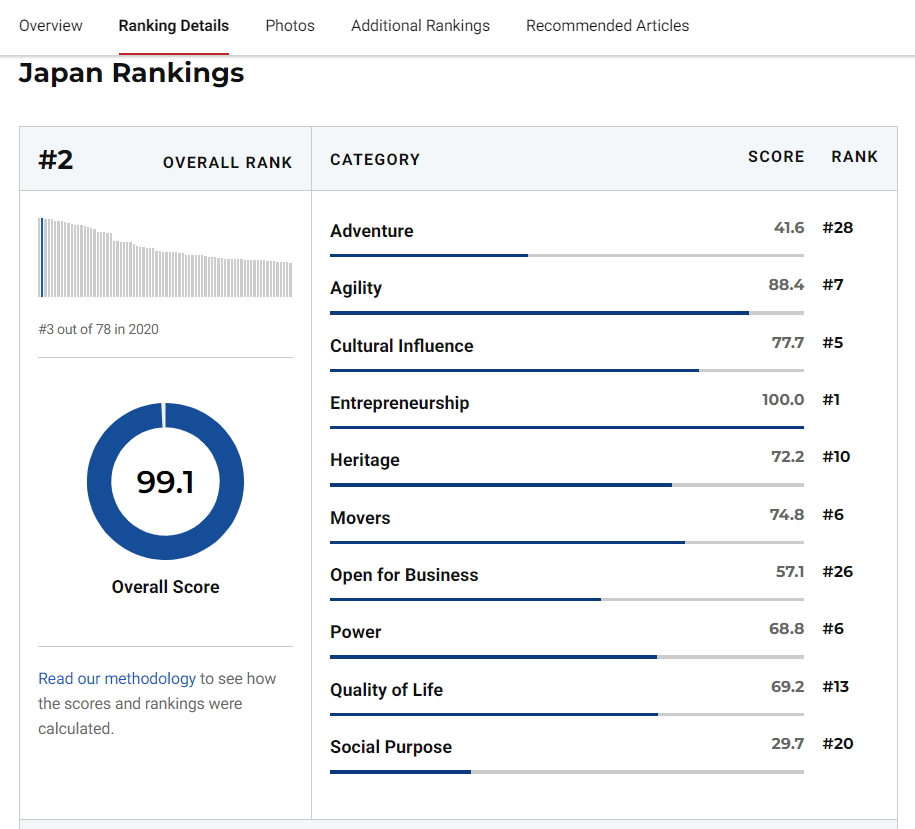 Overview Ranking Details Photos Additional Rankings Recommended Articles
Japan Rankings
#2 OVERALL RANK
#3 out of 78 in 2020
99.1
Overall Score
Read our methodology to see how
the scores and rankings were
calculated.
CATEGORY SCORE RANK
Adventure 41.6 #28
Agility 88.4 #7
Cultural Influence 77.7 #5
Entrepreneurship 100.0 #1
Heritage 72.2 #10
Movers 74.8 #6
Open for Business 57.1 #26
Power 68.8 #6
Quality of Life 69.2 #13
Social Purpose 29.7 #20